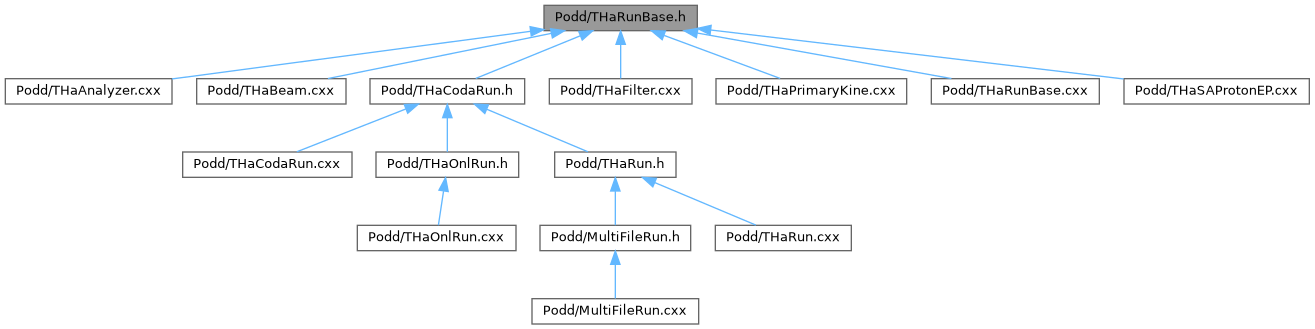 Podd/THaRunBase.h
Podd/THaAnalyzer.cxx
Podd/THaBeam.cxx
Podd/THaCodaRun.h
Podd/THaFilter.cxx
Podd/THaPrimaryKine.cxx
Podd/THaRunBase.cxx
Podd/THaSAProtonEP.cxx
Podd/THaCodaRun.cxx
Podd/THaOnlRun.h
Podd/THaRun.h
Podd/THaOnlRun.cxx
Podd/MultiFileRun.h
Podd/THaRun.cxx
Podd/MultiFileRun.cxx